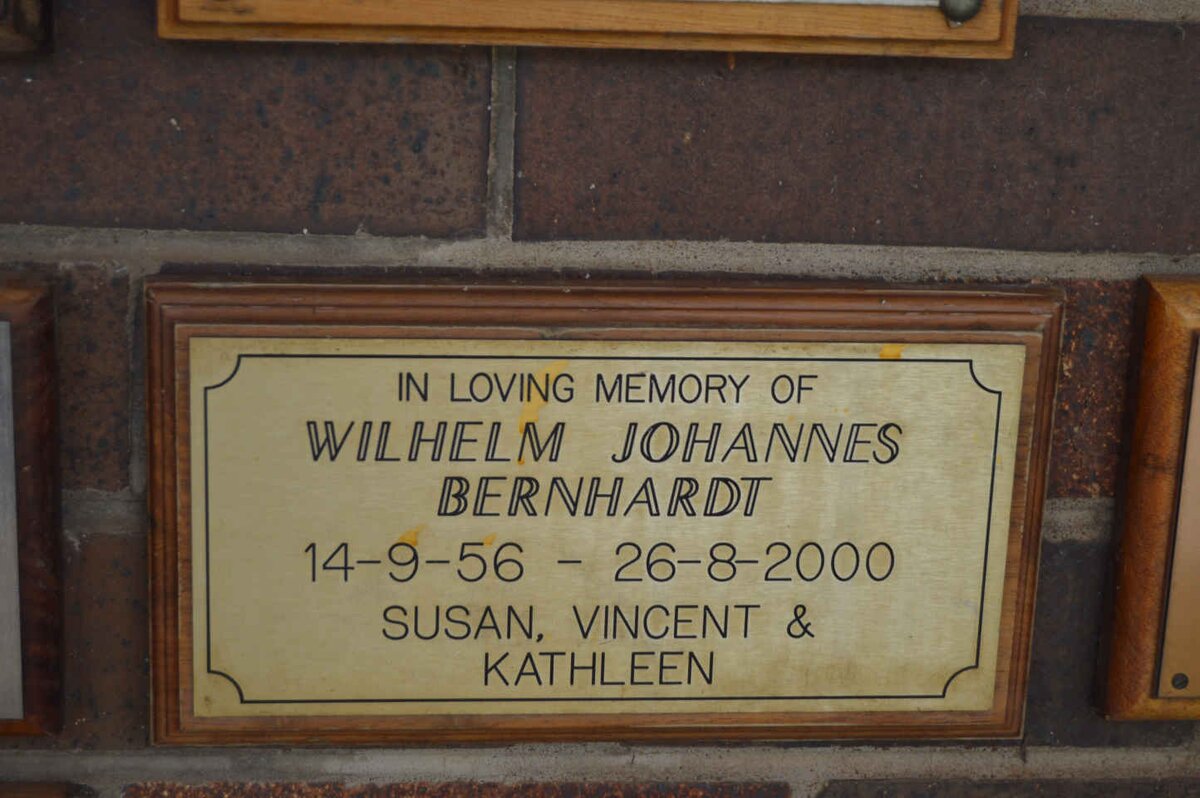 IN LOVING MEMORY OF
WILHELM JOHANNES
BERNHARDT
14-9-56 - 26-8-2000
SUSAN, VINCENT &
KATHLEEN